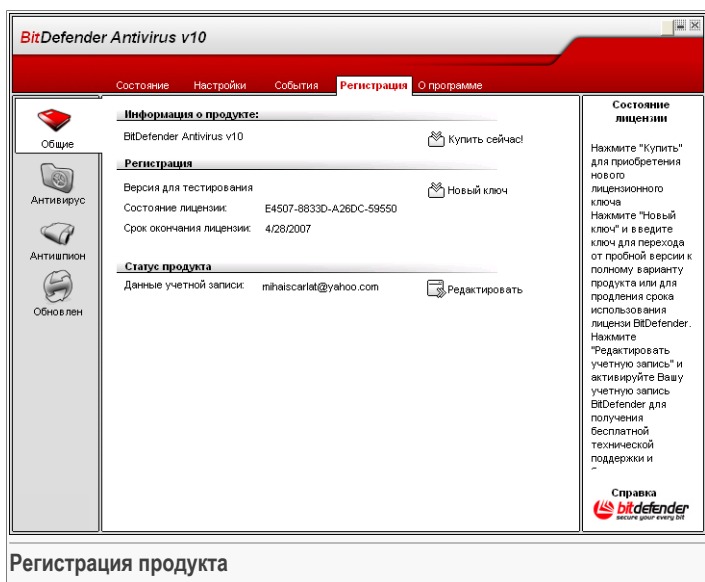 BitDefender Antivirus v10
Состояние Настройки События Регистрация О программе
Общие
Антивирус
Антишпион
Обновлен
Информация о продукте:
BitDefender Antivirus v10
Купить сейчас!
Регистрация
Версия для тестирования
Новый ключ
Состояние лицензии: E4507-8833D-A26DC-59550
Срок окончания лицензии: 4/28/2007
Статус продукта
Данные учетной записи: mihaiscarlat@yahoo.com
Редактировать
Состояние
лицензии
Нажмите "Купить"
для приобретения
нового
лицензионного
ключа
Нажмите "Новый
ключ" и введите
ключ для перехода
от пробной версии к
полному варианту
продукта или для
продления срока
использования
лицензи BitDefender.
Нажмите
"Редактировать
учетную запись" и
активируйте Вашу
учетную запись
BitDefender для
получения
бесплатной
технической
поддержки и
Справка
bitdefender
secure your every bit
Регистрация продукта